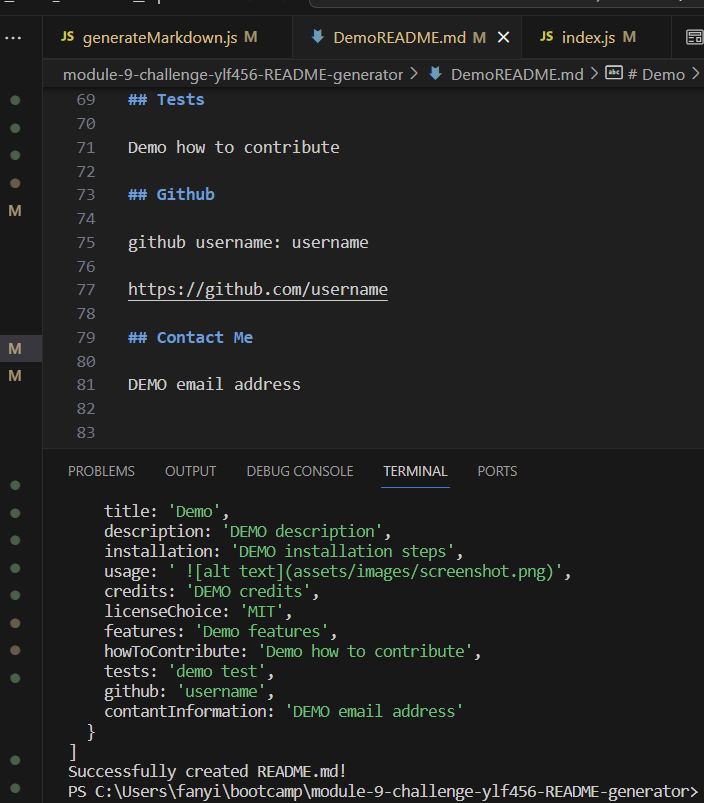 JS generateMarkdown.js M
DemoREADME.md M
JS index.js M
module-9-challenge-ylf456-README-generator > DemoREADME.md > # Demo >
69 ## Tests
70
71 Demo how to contribute
72
73 ## Github
74
75 github username: username
76
77 https://github.com/username
78
79 ## Contact Me
80
81 DEMO email address
82
83
M
M
M
PROBLEMS OUTPUT DEBUG CONSOLE TERMINAL PORTS
title: 'Demo',
description: 'DEMO description',
installation: 'DEMO installation steps',
usage: ' ![alt text](assets/images/screenshot.png)',
credits: 'DEMO credits',
licenseChoice: 'MIT',
features: 'Demo features',
howToContribute: 'Demo how to contribute',
tests: 'demo test',
github: 'username',
contantInformation: 'DEMO email address'
}
]
Successfully created README.md!
PS C:\Users\fanyi\bootcamp\module-9-challenge-ylf456-README-generator>